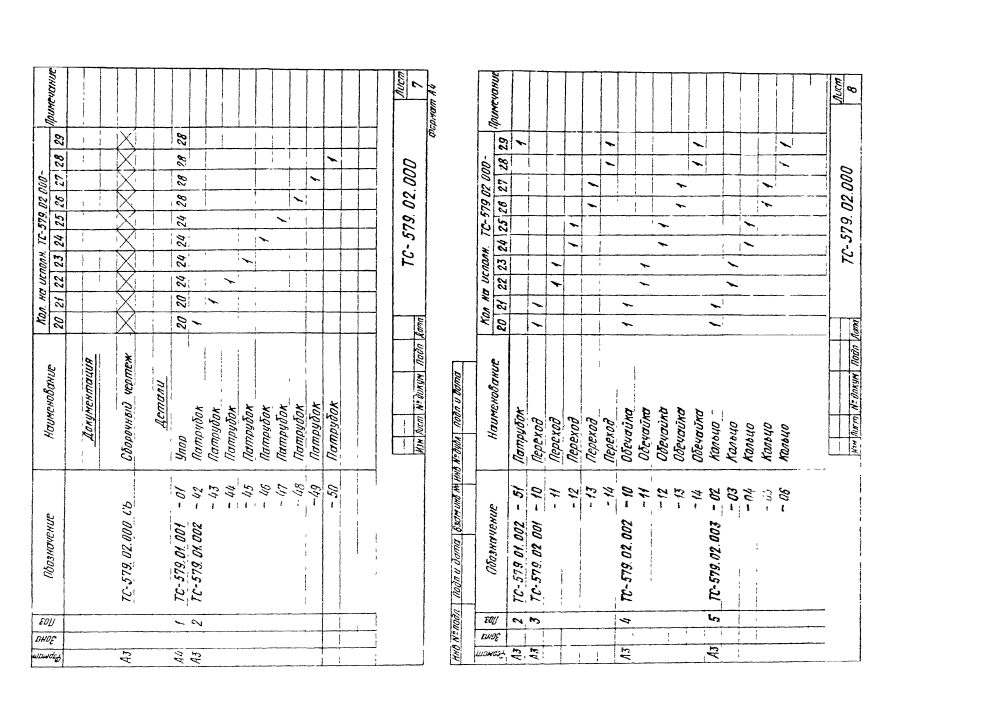 Формат Зона Поз Обозначение Наименование Кол. на исполн. ТС-579.02.000- Примечание
20 21 22 23 24 25 26 27 28 29
Документация
А3 ТС-579.02.000 СБ Сборочный чертеж
Детали
А4 1 ТС-579.01.001 -01 Упор 20 20 24 24 24 24 28 28 28 28
А3 2 ТС-579.01.002 -42 Патрубок 1
-43 Патрубок 1
-44 Патрубок 1
-45 Патрубок 1
-46 Патрубок 1
-47 Патрубок 1
-48 Патрубок 1
-49 Патрубок 1
-50 Патрубок 1
Изм Лист № докум Подп Дата
ТС-579.02.000
Лист
7
Формат А4
Инв № подл Подп и дата Взам инв № Инв № дубл Подп и дата
Формат Зона Поз Обозначение Наименование Кол на исполн. ТС-579 02 000- Примечание
20 21 22 23 24 25 26 27 28 29
А3 2 ТС-579.01.002 -51 Патрубок 1
А3 3 ТС-579.02 001 -10 Переход 1 1
-11 Переход 1 1
-12 Переход 1 1
-13 Переход 1 1
-14 Переход 1 1
А3 4 ТС-579.02.002 -10 Обечайка 1 1
-11 Обечайка 1 1
-12 Обечайка 1 1
-13 Обечайка 1 1
-14 Обечайка 1 1
А3 5 ТС-579.02.003 -02 Кольцо 1 1
-03 Кольцо 1 1
-04 Кольцо 1 1
-05 Кольцо 1 1
-06 Кольцо 1 1
Изм Лист № докум Подп Дата
ТС-579.02.000
Лист
8